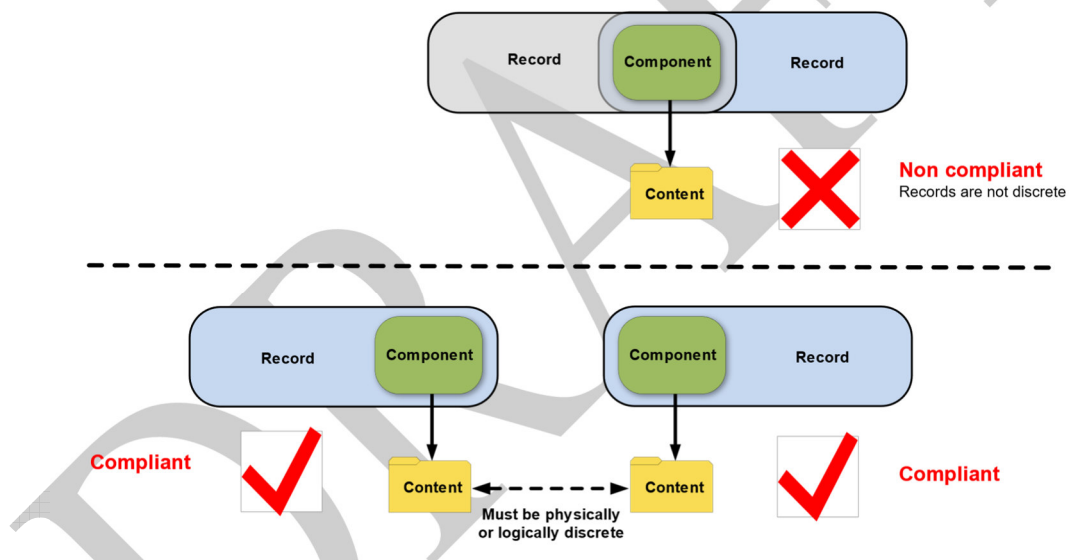 Record
Component
Record
Content
Non compliant
Records are not discrete
Record
Component
Component
Record
Compliant
Content
Content
Compliant
Must be physically
or logically discrete
DRAFT